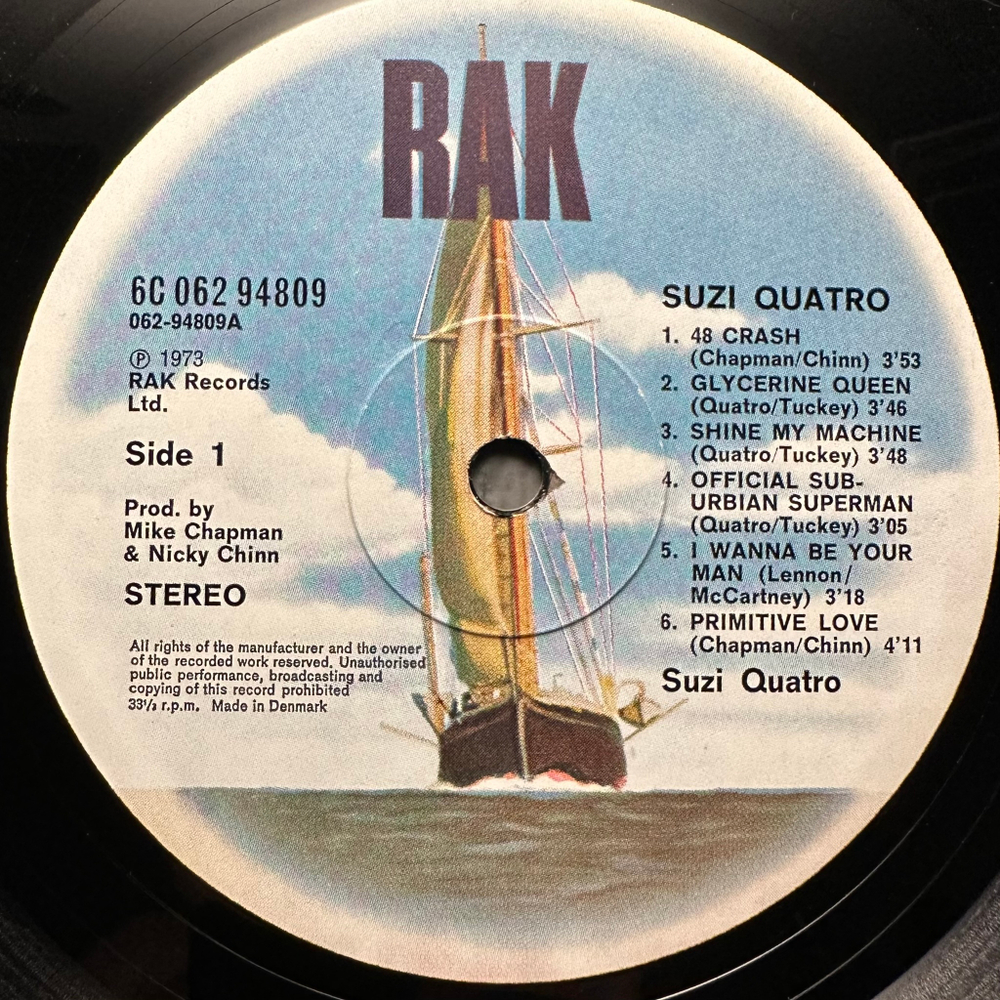 RAK
6C 062 94809
062-94809A
Ⓟ 1973
RAK Records
Ltd.
Side 1
Prod. by
Mike Chapman
& Nicky Chinn
STEREO
All rights of the manufacturer and the owner
of the recorded work reserved. Unauthorised
public performance, broadcasting and
copying of this record prohibited
33⅓ r.p.m. Made in Denmark
SUZI QUATRO
1. 48 CRASH
(Chapman/Chinn) 3'53
2. GLYCERINE QUEEN
(Quatro/Tuckey) 3'46
3. SHINE MY MACHINE
(Quatro/Tuckey) 3'48
4. OFFICIAL SUB-
URBIAN SUPERMAN
(Quatro/Tuckey) 3'05
5. I WANNA BE YOUR
MAN (Lennon/
McCartney) 3'18
6. PRIMITIVE LOVE
(Chapman/Chinn) 4'11
Suzi Quatro